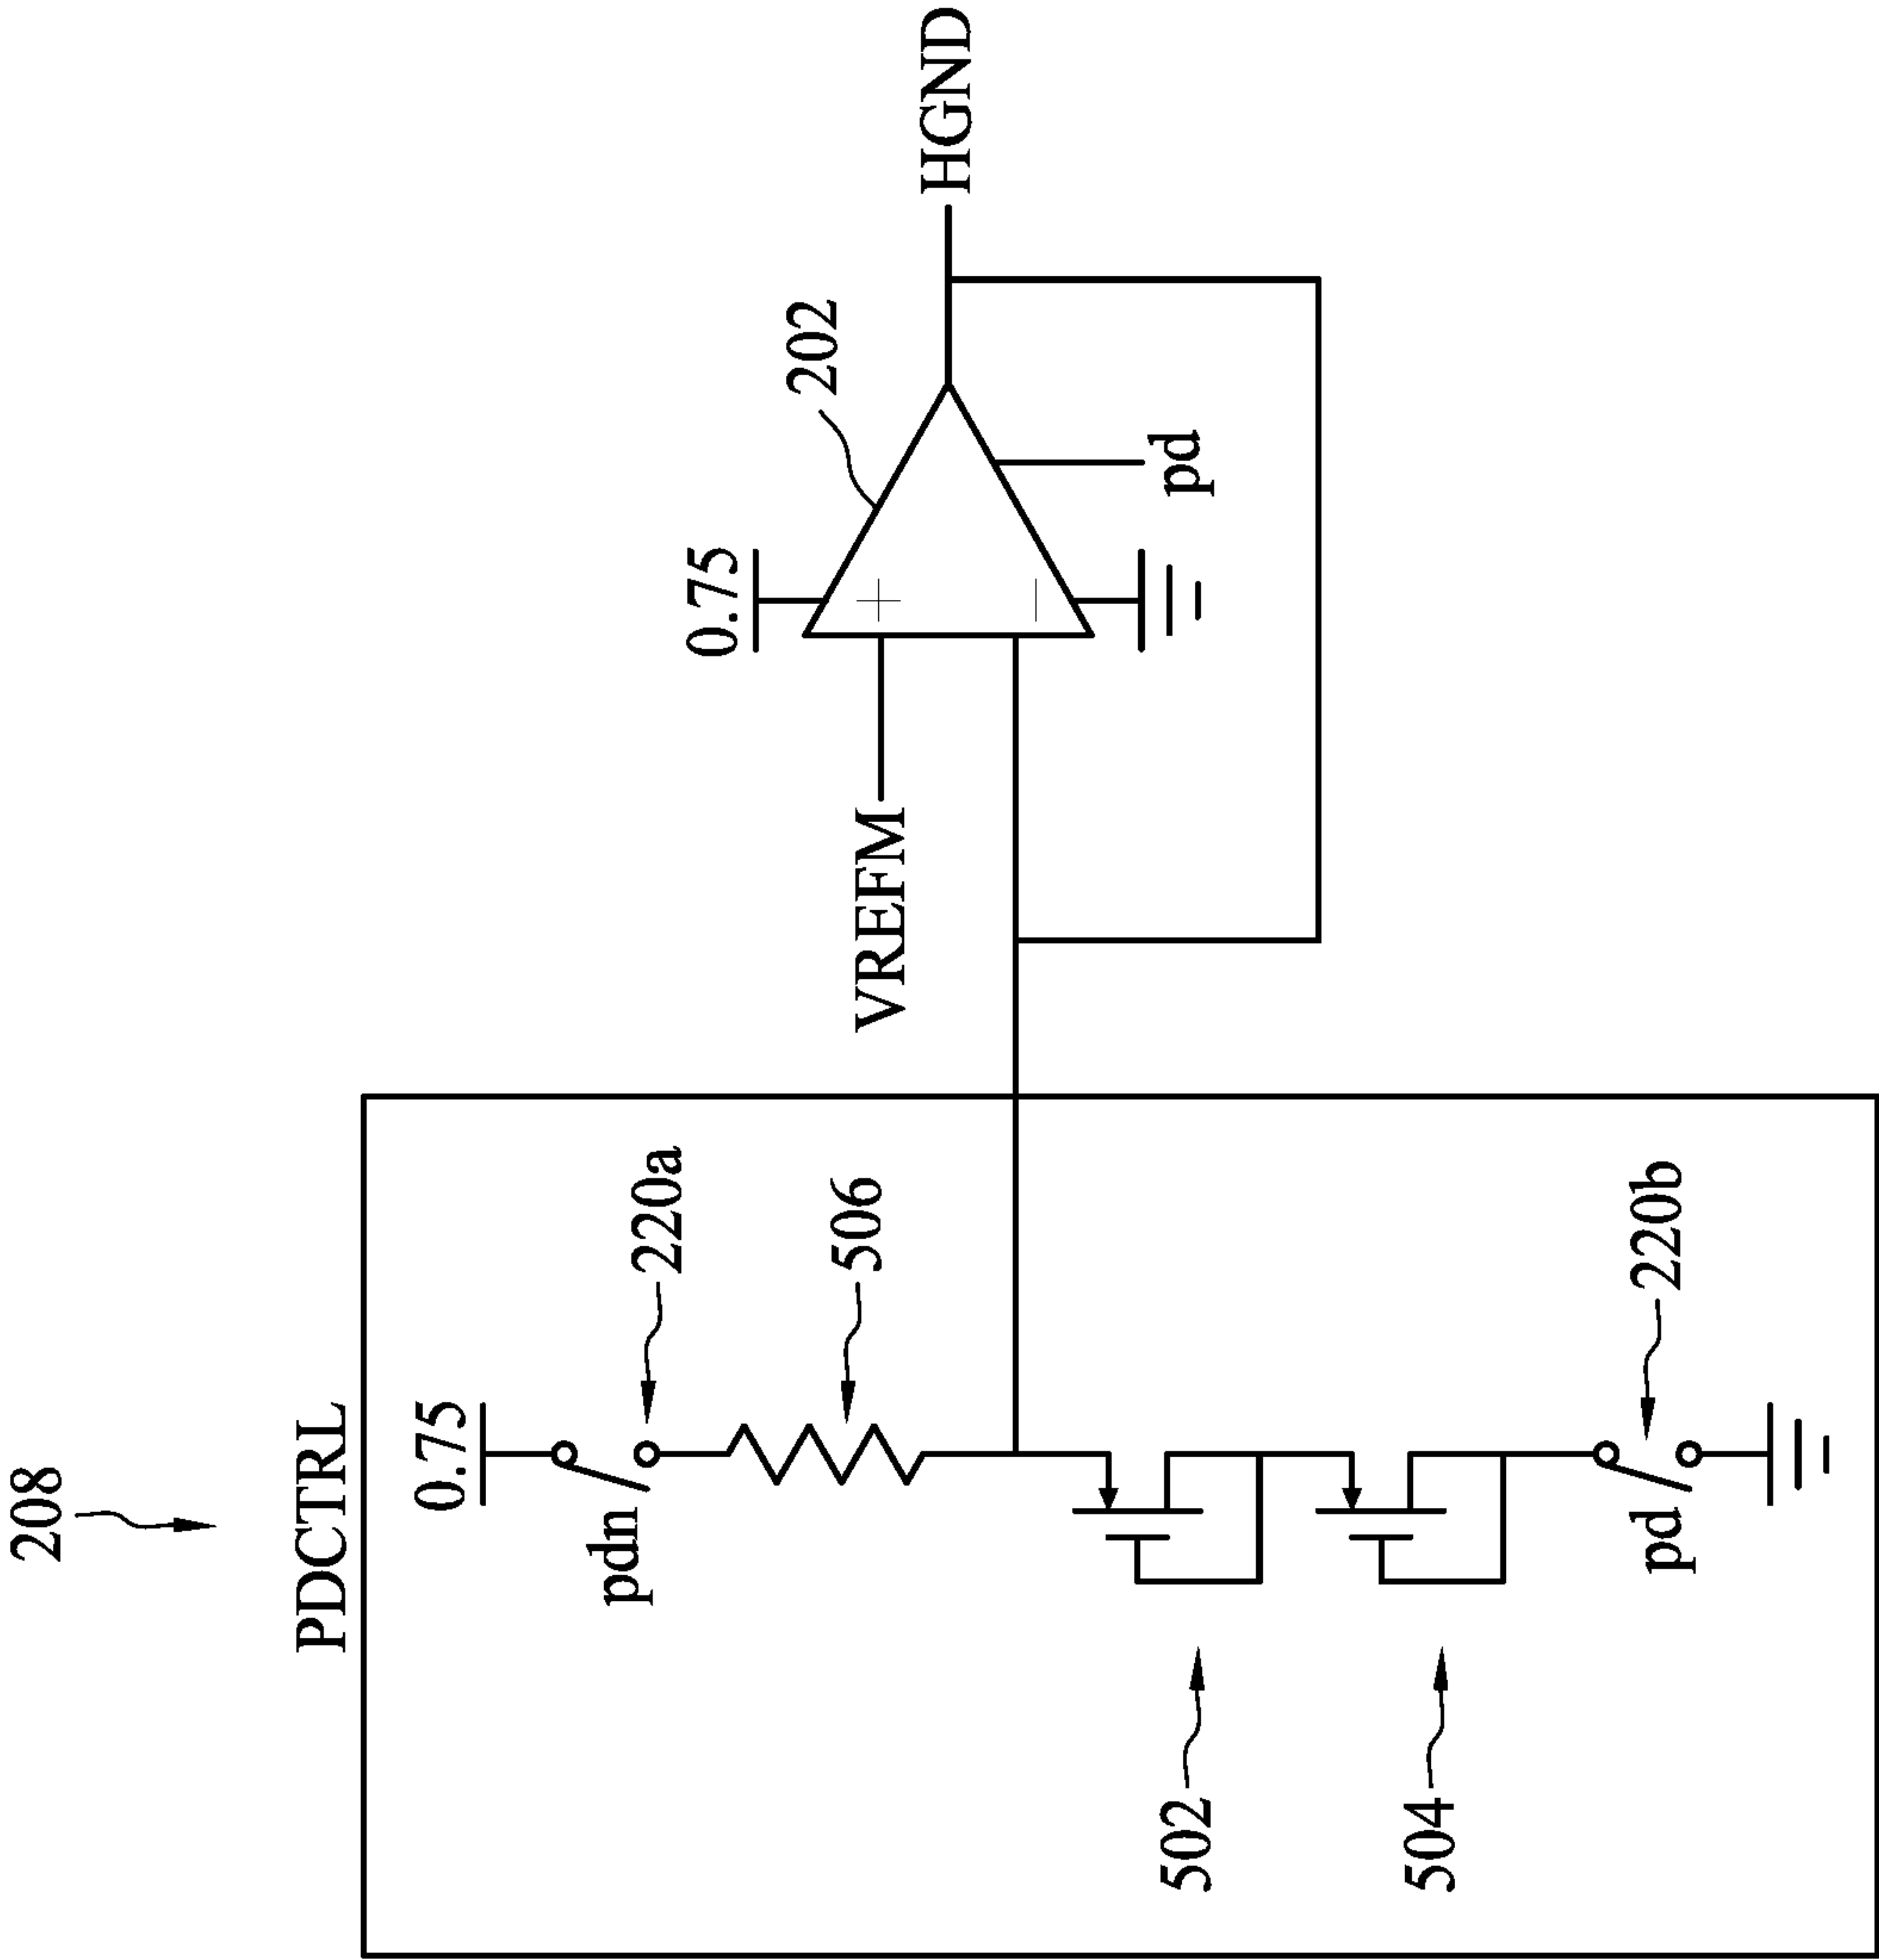 208
PDCTRL
0.75
pdn
220a
506
502
504
pd
220b
VREFM
0.75
+
−
202
pd
HGND